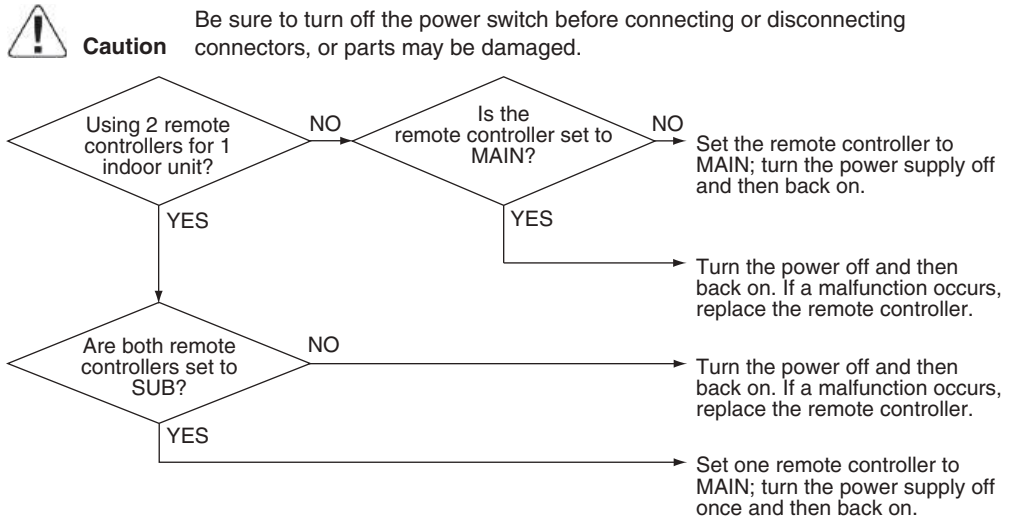 Be sure to turn off the power switch before connecting or disconnecting
Caution connectors, or parts may be damaged.
Using 2 remote
controllers for 1
indoor unit?
NO
Is the
remote controller set to
MAIN?
NO
Set the remote controller to
MAIN; turn the power supply off
and then back on.
YES
YES
Turn the power off and then
back on. If a malfunction occurs,
replace the remote controller.
Are both remote
controllers set to
SUB?
NO
Turn the power off and then
back on. If a malfunction occurs,
replace the remote controller.
YES
Set one remote controller to
MAIN; turn the power supply off
once and then back on.